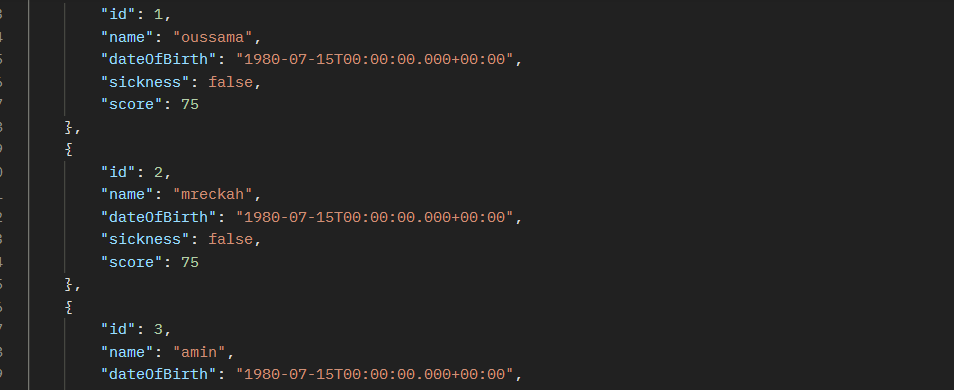 "id": 1,
"name": "oussama",
"dateOfBirth": "1980-07-15T00:00:00.000+00:00",
"sickness": false,
"score": 75
},
{
"id": 2,
"name": "mreckah",
"dateOfBirth": "1980-07-15T00:00:00.000+00:00",
"sickness": false,
"score": 75
},
{
"id": 3,
"name": "amin",
"dateOfBirth": "1980-07-15T00:00:00.000+00:00",